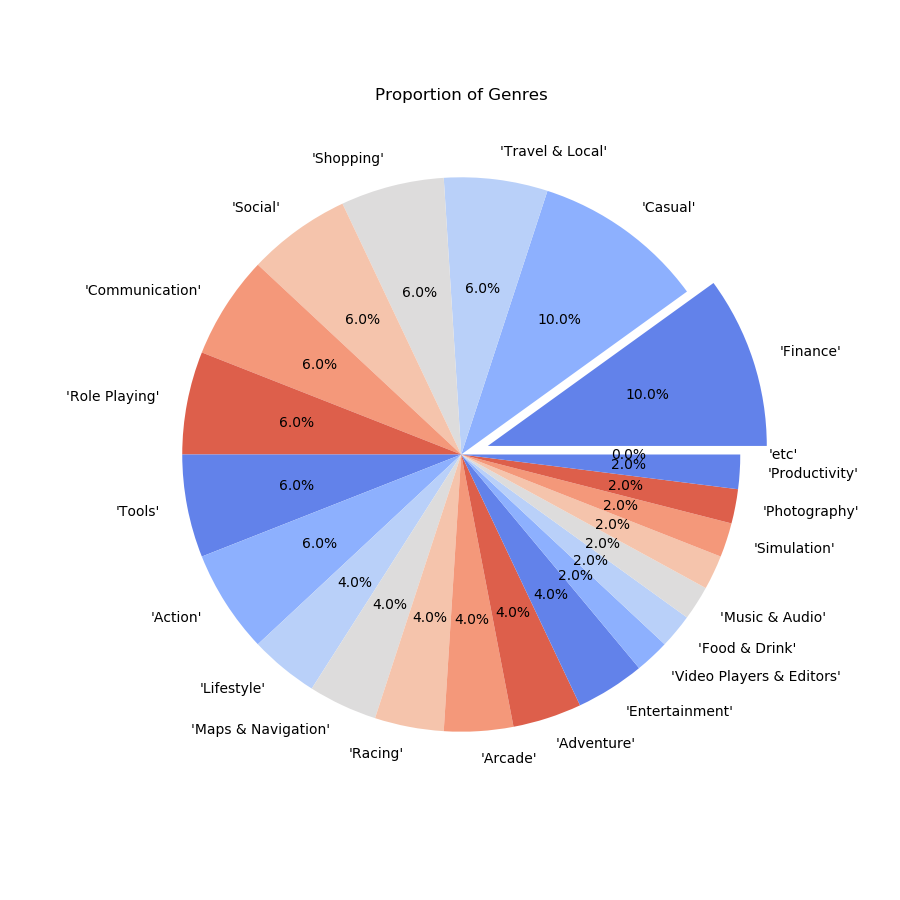 Proportion of Genres
'Travel & Local'
'Shopping'
'Casual'
'Social'
'Communication'
6.0%
6.0%
6.0%
10.0%
'Finance'
6.0%
10.0%
'Role Playing'
6.0%
0.0%
'etc'
2.0%
'Productivity'
6.0%
2.0%
2.0%
'Tools'
'Photography'
2.0%
6.0%
2.0%
'Simulation'
2.0%
2.0%
4.0%
4.0%
4.0%
4.0%
4.0%
4.0%
'Action'
'Music & Audio'
'Food & Drink'
'Video Players & Editors'
'Lifestyle'
'Entertainment'
'Maps & Navigation'
'Adventure'
'Racing'
'Arcade'